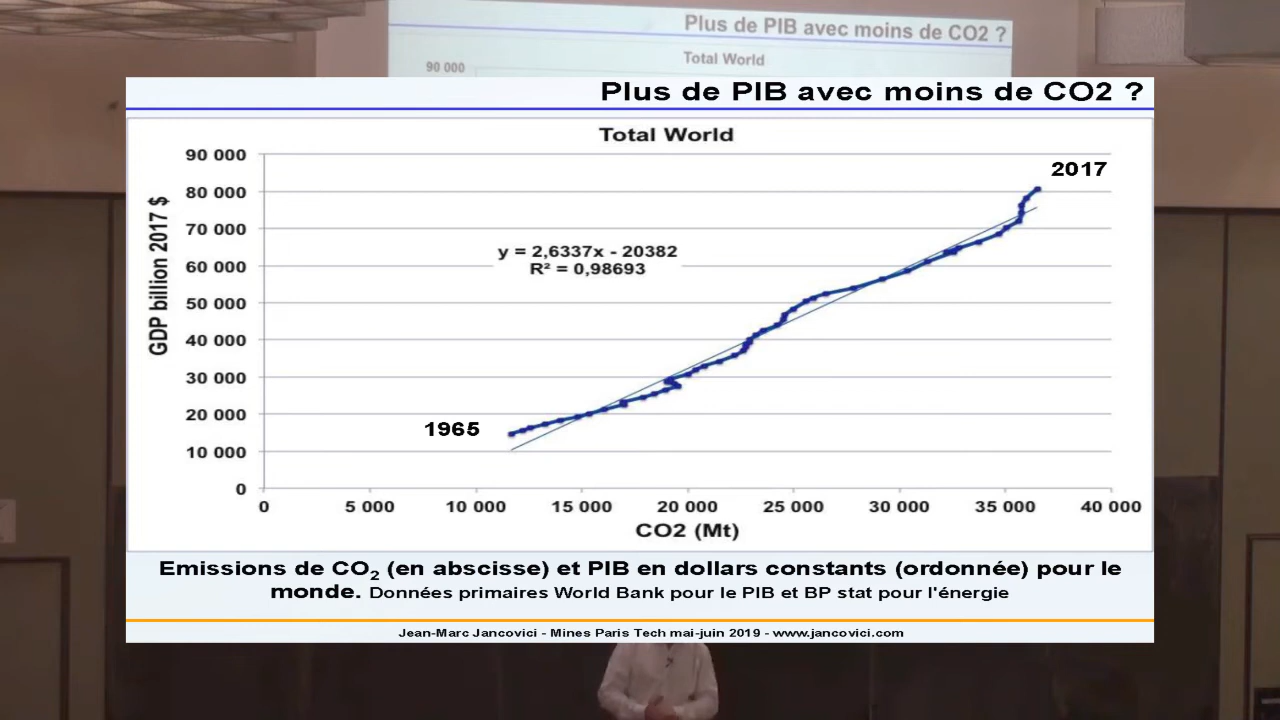 Plus de PIB avec moins de CO2 ?
Total World
90 000
Plus de PIB avec moins de CO2 ?
Total World
90 000
80 000
70 000
60 000
50 000
40 000
30 000
20 000
10 000
0
GDP billion 2017 $
2017
y = 2,6337x - 20382
R² = 0,98693
1965
0 5 000 10 000 15 000 20 000 25 000 30 000 35 000 40 000
CO2 (Mt)
Emissions de CO₂ (en abscisse) et PIB en dollars constants (ordonnée) pour le
monde. Données primaires World Bank pour le PIB et BP stat pour l'énergie
Jean-Marc Jancovici - Mines Paris Tech mai-juin 2019 - www.jancovici.com